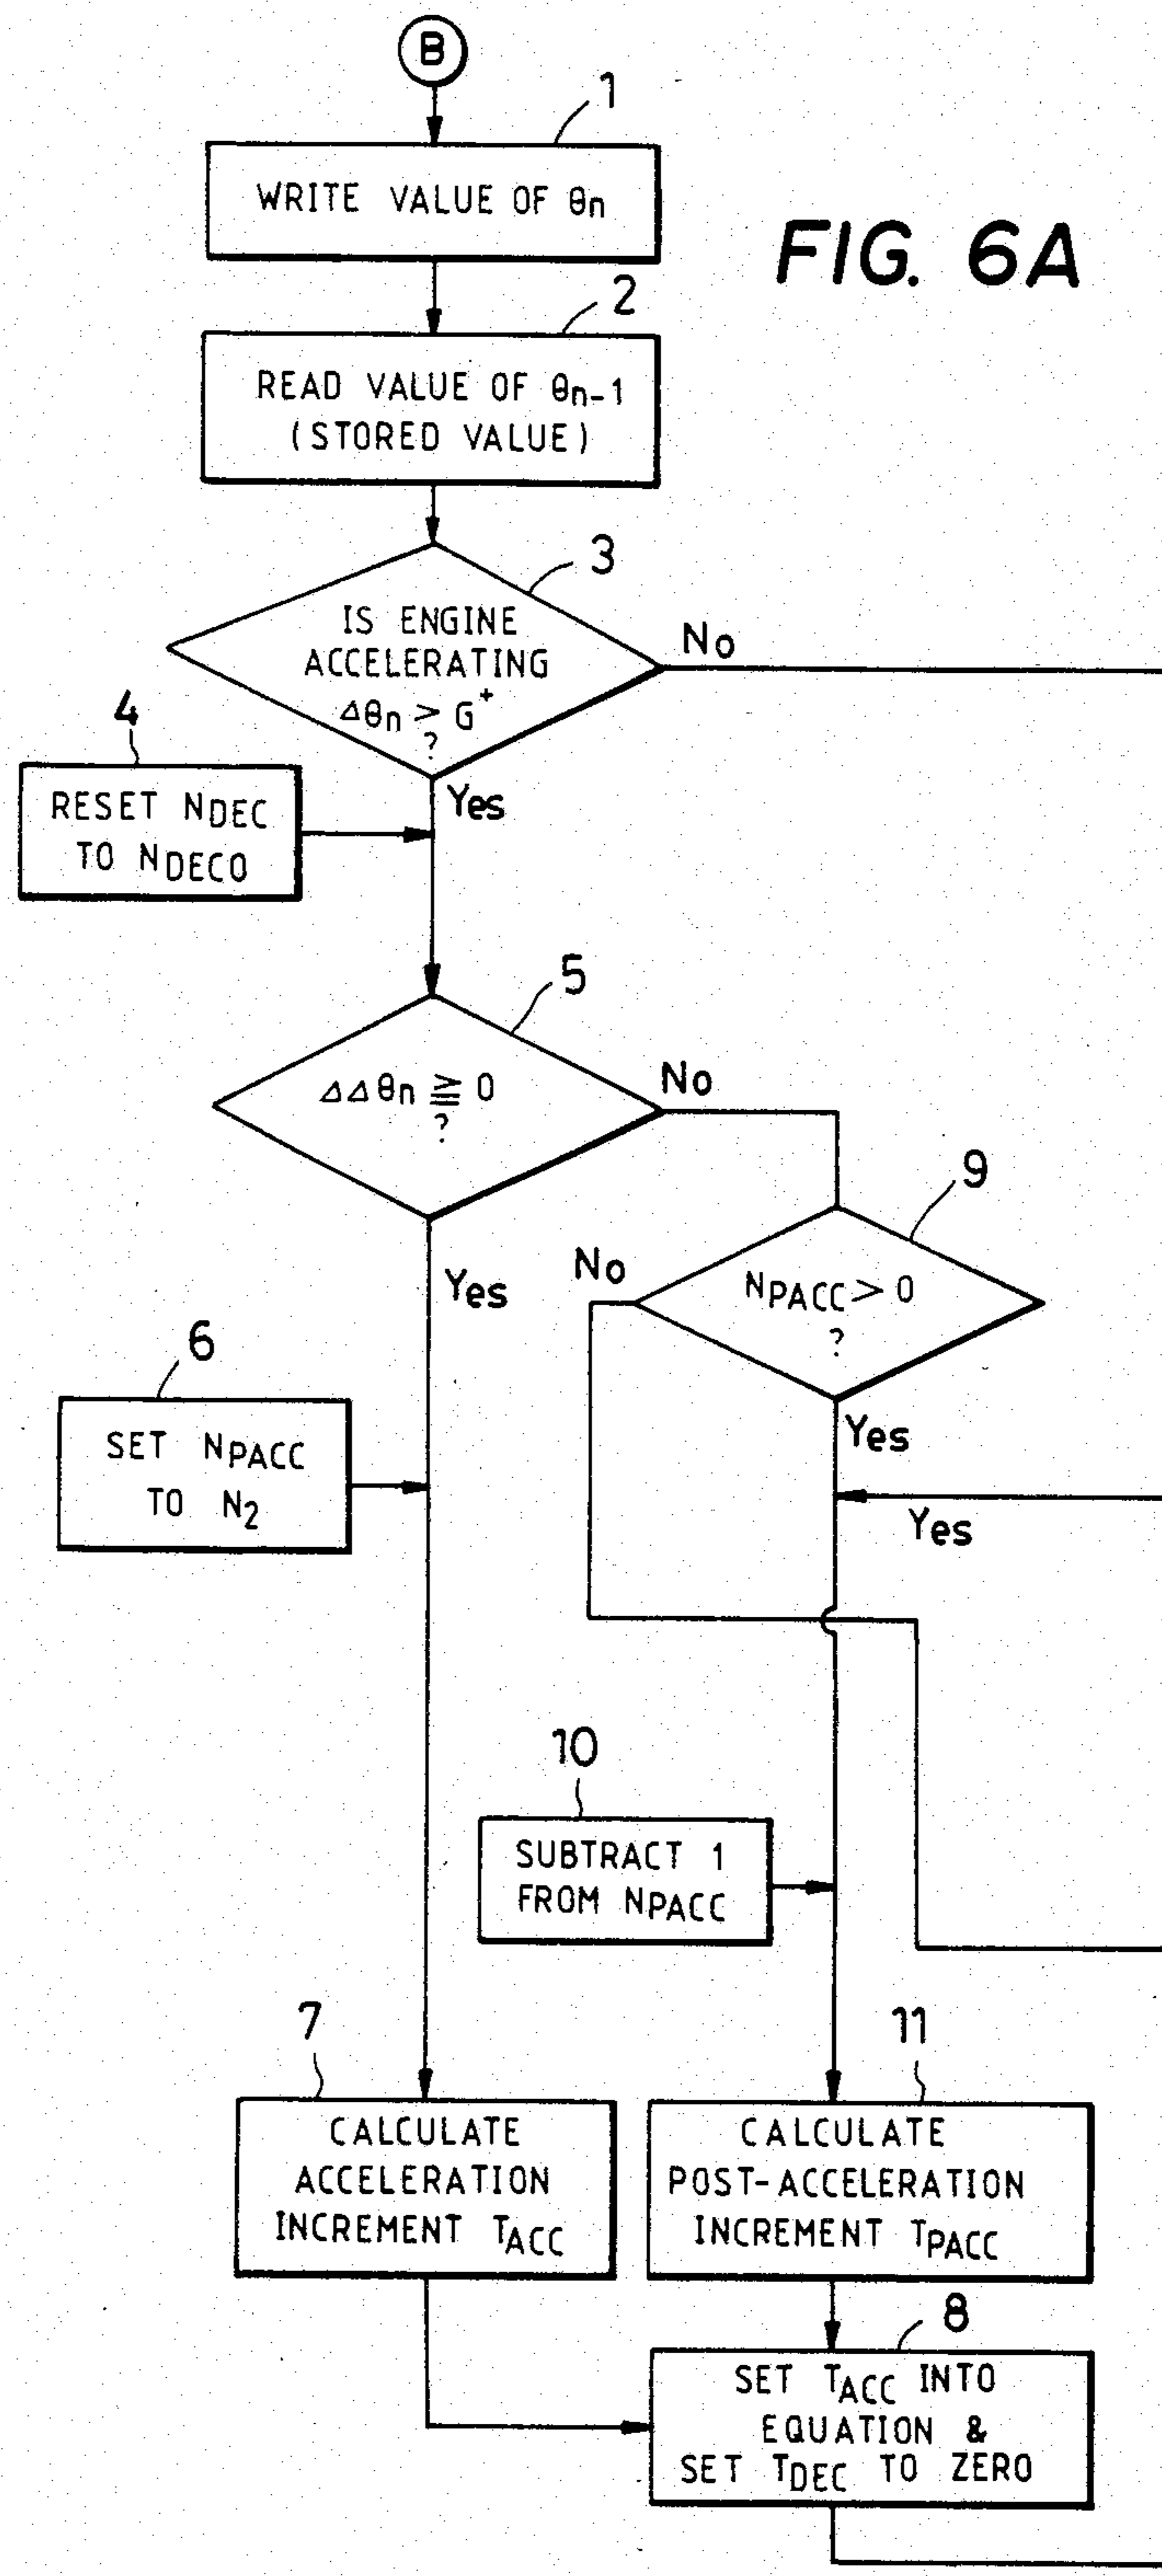 B
1
WRITE VALUE OF θn
FIG. 6A
2
READ VALUE OF θn-1
(STORED VALUE)
3
IS ENGINE
ACCELERATING
Δθn > G+
?
No
Yes
4
RESET NDEC
TO NDEC0
5
ΔΔθn ≧ 0
?
No
Yes
9
NPACC > 0
?
No
Yes
6
SET NPACC
TO N2
Yes
10
SUBTRACT 1
FROM NPACC
7
CALCULATE
ACCELERATION
INCREMENT TACC
11
CALCULATE
POST-ACCELERATION
INCREMENT TPACC
8
SET TACC INTO
EQUATION &
SET TDEC TO ZERO